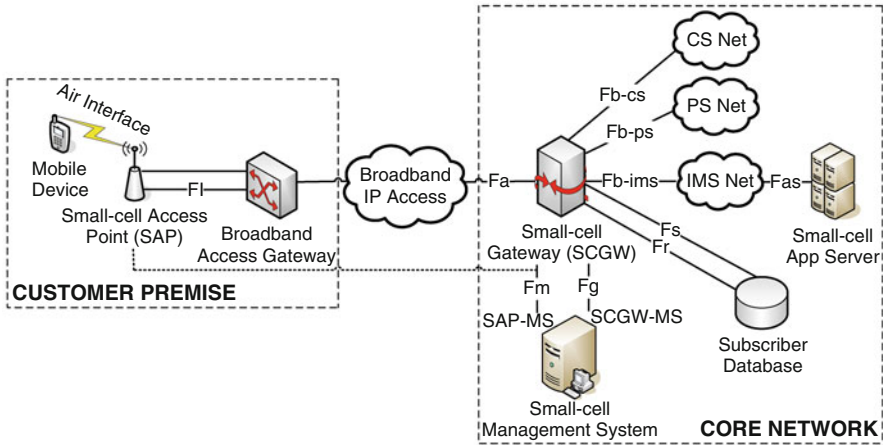 Air Interface
Mobile
Device
Fl
Small-cell Access
Point (SAP)
Broadband
Access Gateway
CUSTOMER PREMISE
Broadband
IP Access
Fa
CS Net
Fb-cs
PS Net
Fb-ps
Fb-ims
IMS Net
Fas
Small-cell
App Server
Small-cell
Gateway (SCGW)
Fs
Fr
Fm
Fg
SAP-MS
SCGW-MS
Subscriber
Database
Small-cell
Management System
CORE NETWORK